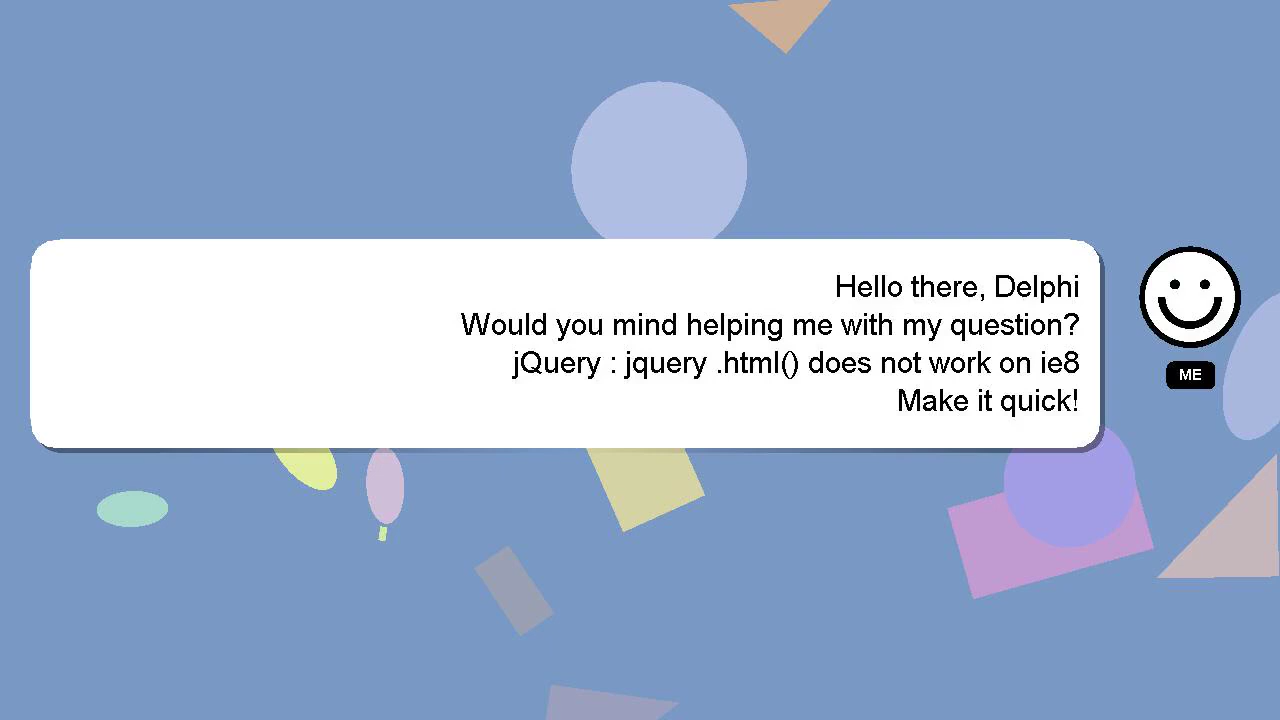 Hello there, Delphi
Would you mind helping me with my question?
jQuery : jquery .html() does not work on ie8
Make it quick!
ME